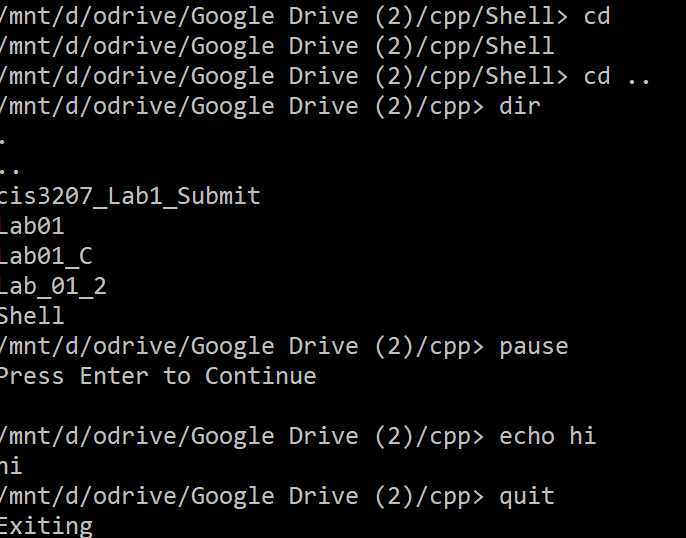 /mnt/d/odrive/Google Drive (2)/cpp/Shell> cd
/mnt/d/odrive/Google Drive (2)/cpp/Shell
/mnt/d/odrive/Google Drive (2)/cpp/Shell> cd ..
/mnt/d/odrive/Google Drive (2)/cpp> dir
.
..
cis3207_Lab1_Submit
Lab01
Lab01_C
Lab_01_2
Shell
/mnt/d/odrive/Google Drive (2)/cpp> pause
Press Enter to Continue
/mnt/d/odrive/Google Drive (2)/cpp> echo hi
hi
/mnt/d/odrive/Google Drive (2)/cpp> quit
Exiting